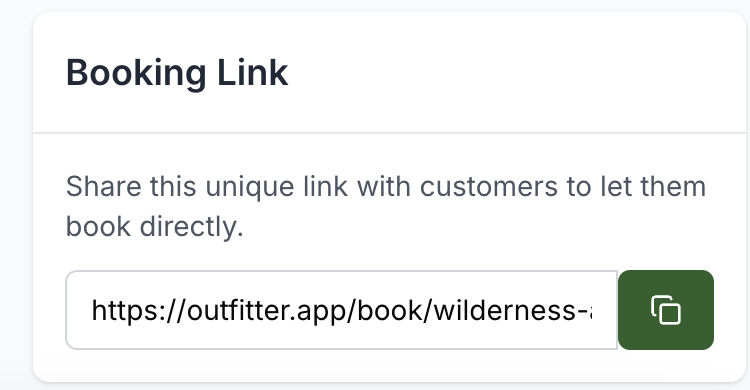 Booking Link
Share this unique link with customers to let them
book directly.
https://outfitter.app/book/wilderness-